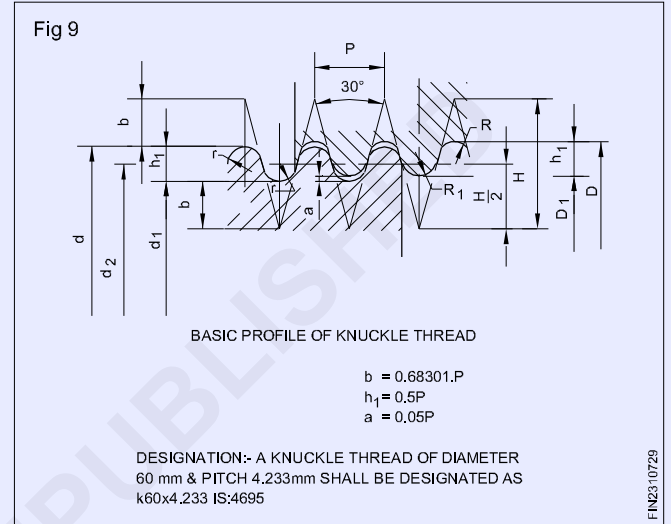 Fig 9
P
30°
b
h1
r
r
b
a
d
d2
d1
R
R1
H
2
H
h1
D1
D
BASIC PROFILE OF KNUCKLE THREAD
b = 0.68301.P
h1 = 0.5P
a = 0.05P
DESIGNATION:- A KNUCKLE THREAD OF DIAMETER
60 mm & PITCH 4.233mm SHALL BE DESIGNATED AS
k60x4.233 IS:4695
FIN2310729